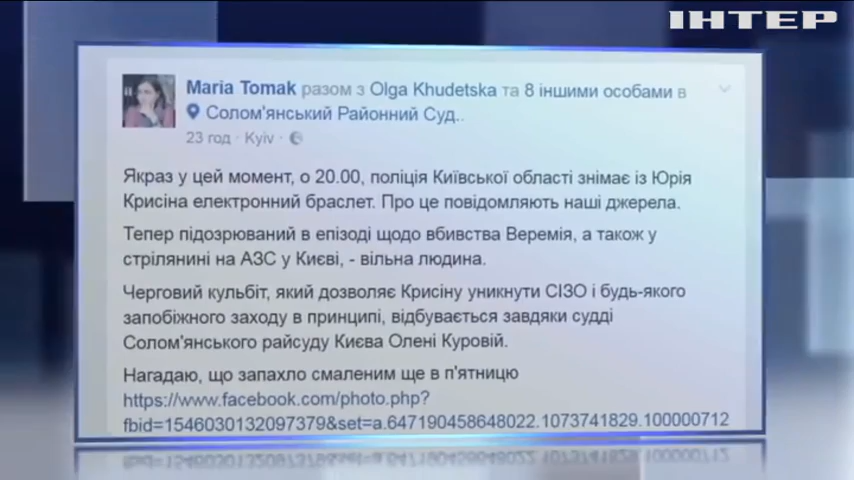 ІНТЕР
Maria Tomak разом з Olga Khudetska та 8 іншими особами в
Солом'янський Районний Суд..
23 год · Kyiv ·
Якраз у цей момент, о 20.00, поліція Київської області знімає із Юрія
Крисіна електронний браслет. Про це повідомляють наші джерела.
Тепер підозрюваний в епізоді щодо вбивства Веремія, а також у
стрілянині на АЗС у Києві, - вільна людина.
Черговий кульбіт, який дозволяє Крисіну уникнути СІЗО і будь-якого
запобіжного заходу в принципі, відбувається завдяки судді
Солом'янського райсуду Києва Олені Куровій.
Нагадаю, що запахло смаленим ще в п'ятницю
https://www.facebook.com/photo.php?
fbid=1546030132097379&set=a.647190458648022.1073741829.100000712